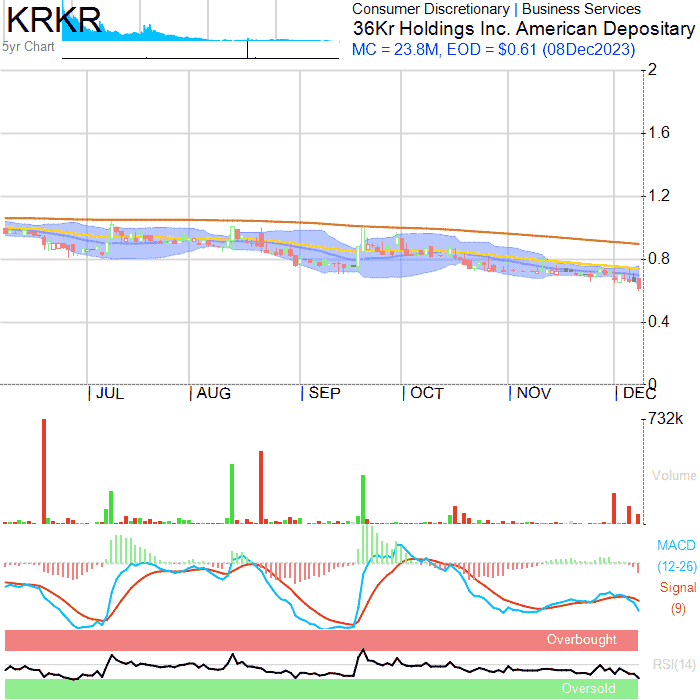 KRKR
5yr Chart
Consumer Discretionary | Business Services
36Kr Holdings Inc. American Depositary
MC = 23.8M, EOD = $0.61 (08Dec2023)
2
1.6
1.2
0.8
0.4
0
JUL AUG SEP OCT NOV DEC
732k
Volume
MACD
(12-26)
Signal
(9)
Overbought
RSI(14)
Oversold